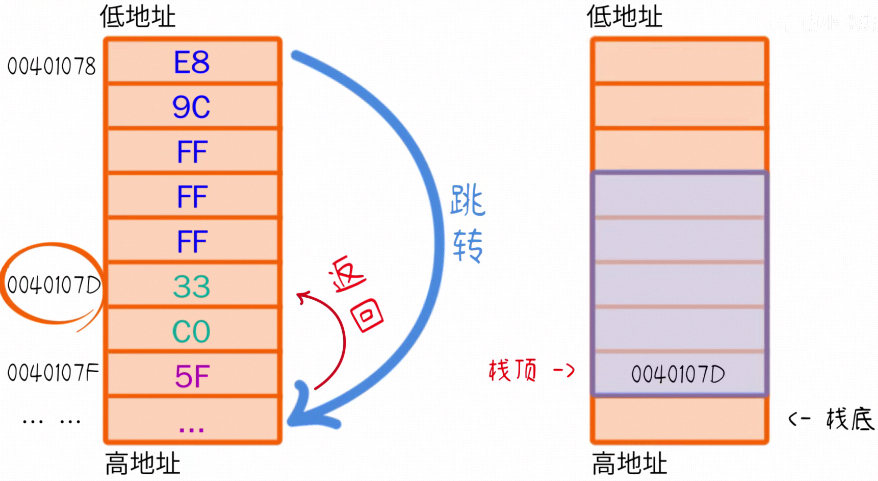 低地址
00401078
E8
9C
FF
FF
FF
0040107D
33
C0
0040107F
5F
... ...
...
高地址
跳转
返回
低地址
栈顶 ->
0040107D
<- 栈底
高地址